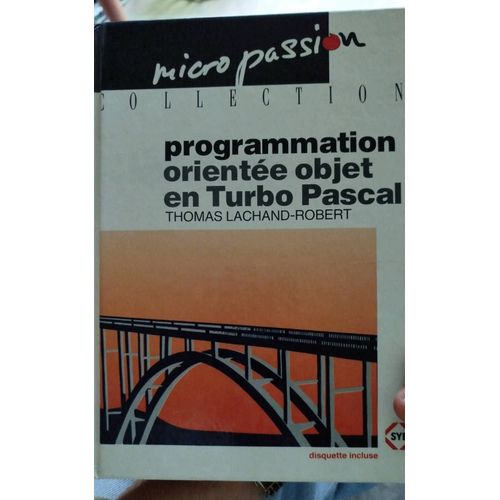 micro passion
COLLECTION
programmation
orientée objet
en Turbo Pascal
THOMAS LACHAND-ROBERT
disquette incluse